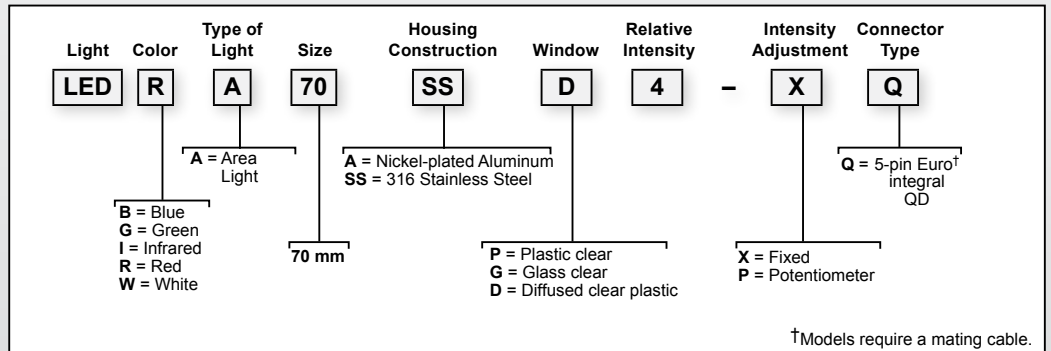 Light Color Type of Light Size Housing Construction Window Relative Intensity Intensity Adjustment Connector Type
LED R A 70 SS D 4 – X Q
A = Area
Light
A = Nickel-plated Aluminum
SS = 316 Stainless Steel
Q = 5-pin Euro†
integral
QD
B = Blue
G = Green
I = Infrared
R = Red
W = White
70 mm
P = Plastic clear
G = Glass clear
D = Diffused clear plastic
X = Fixed
P = Potentiometer
†Models require a mating cable.